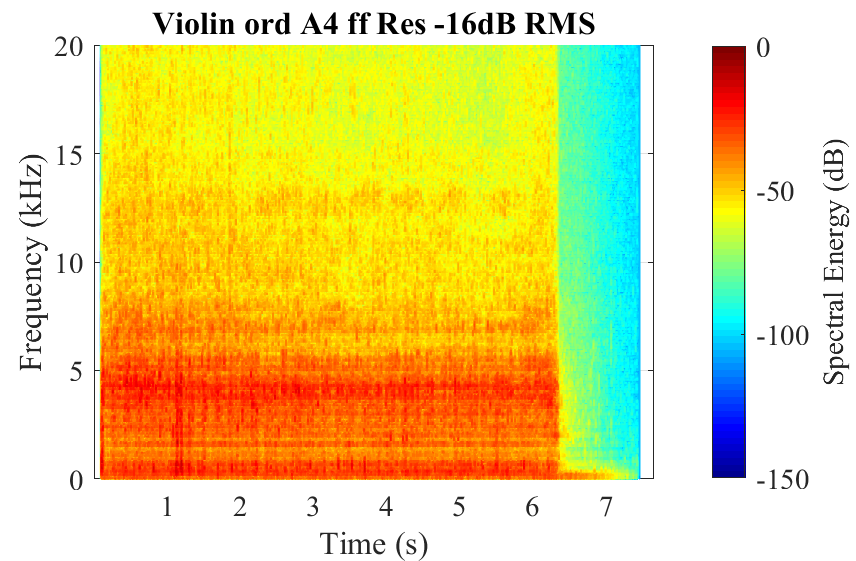 Violin ord A4 ff Res -16dB RMS
20
15
10
5
0
Frequency (kHz)
1 2 3 4 5 6 7
Time (s)
0
-50
-100
-150
Spectral Energy (dB)